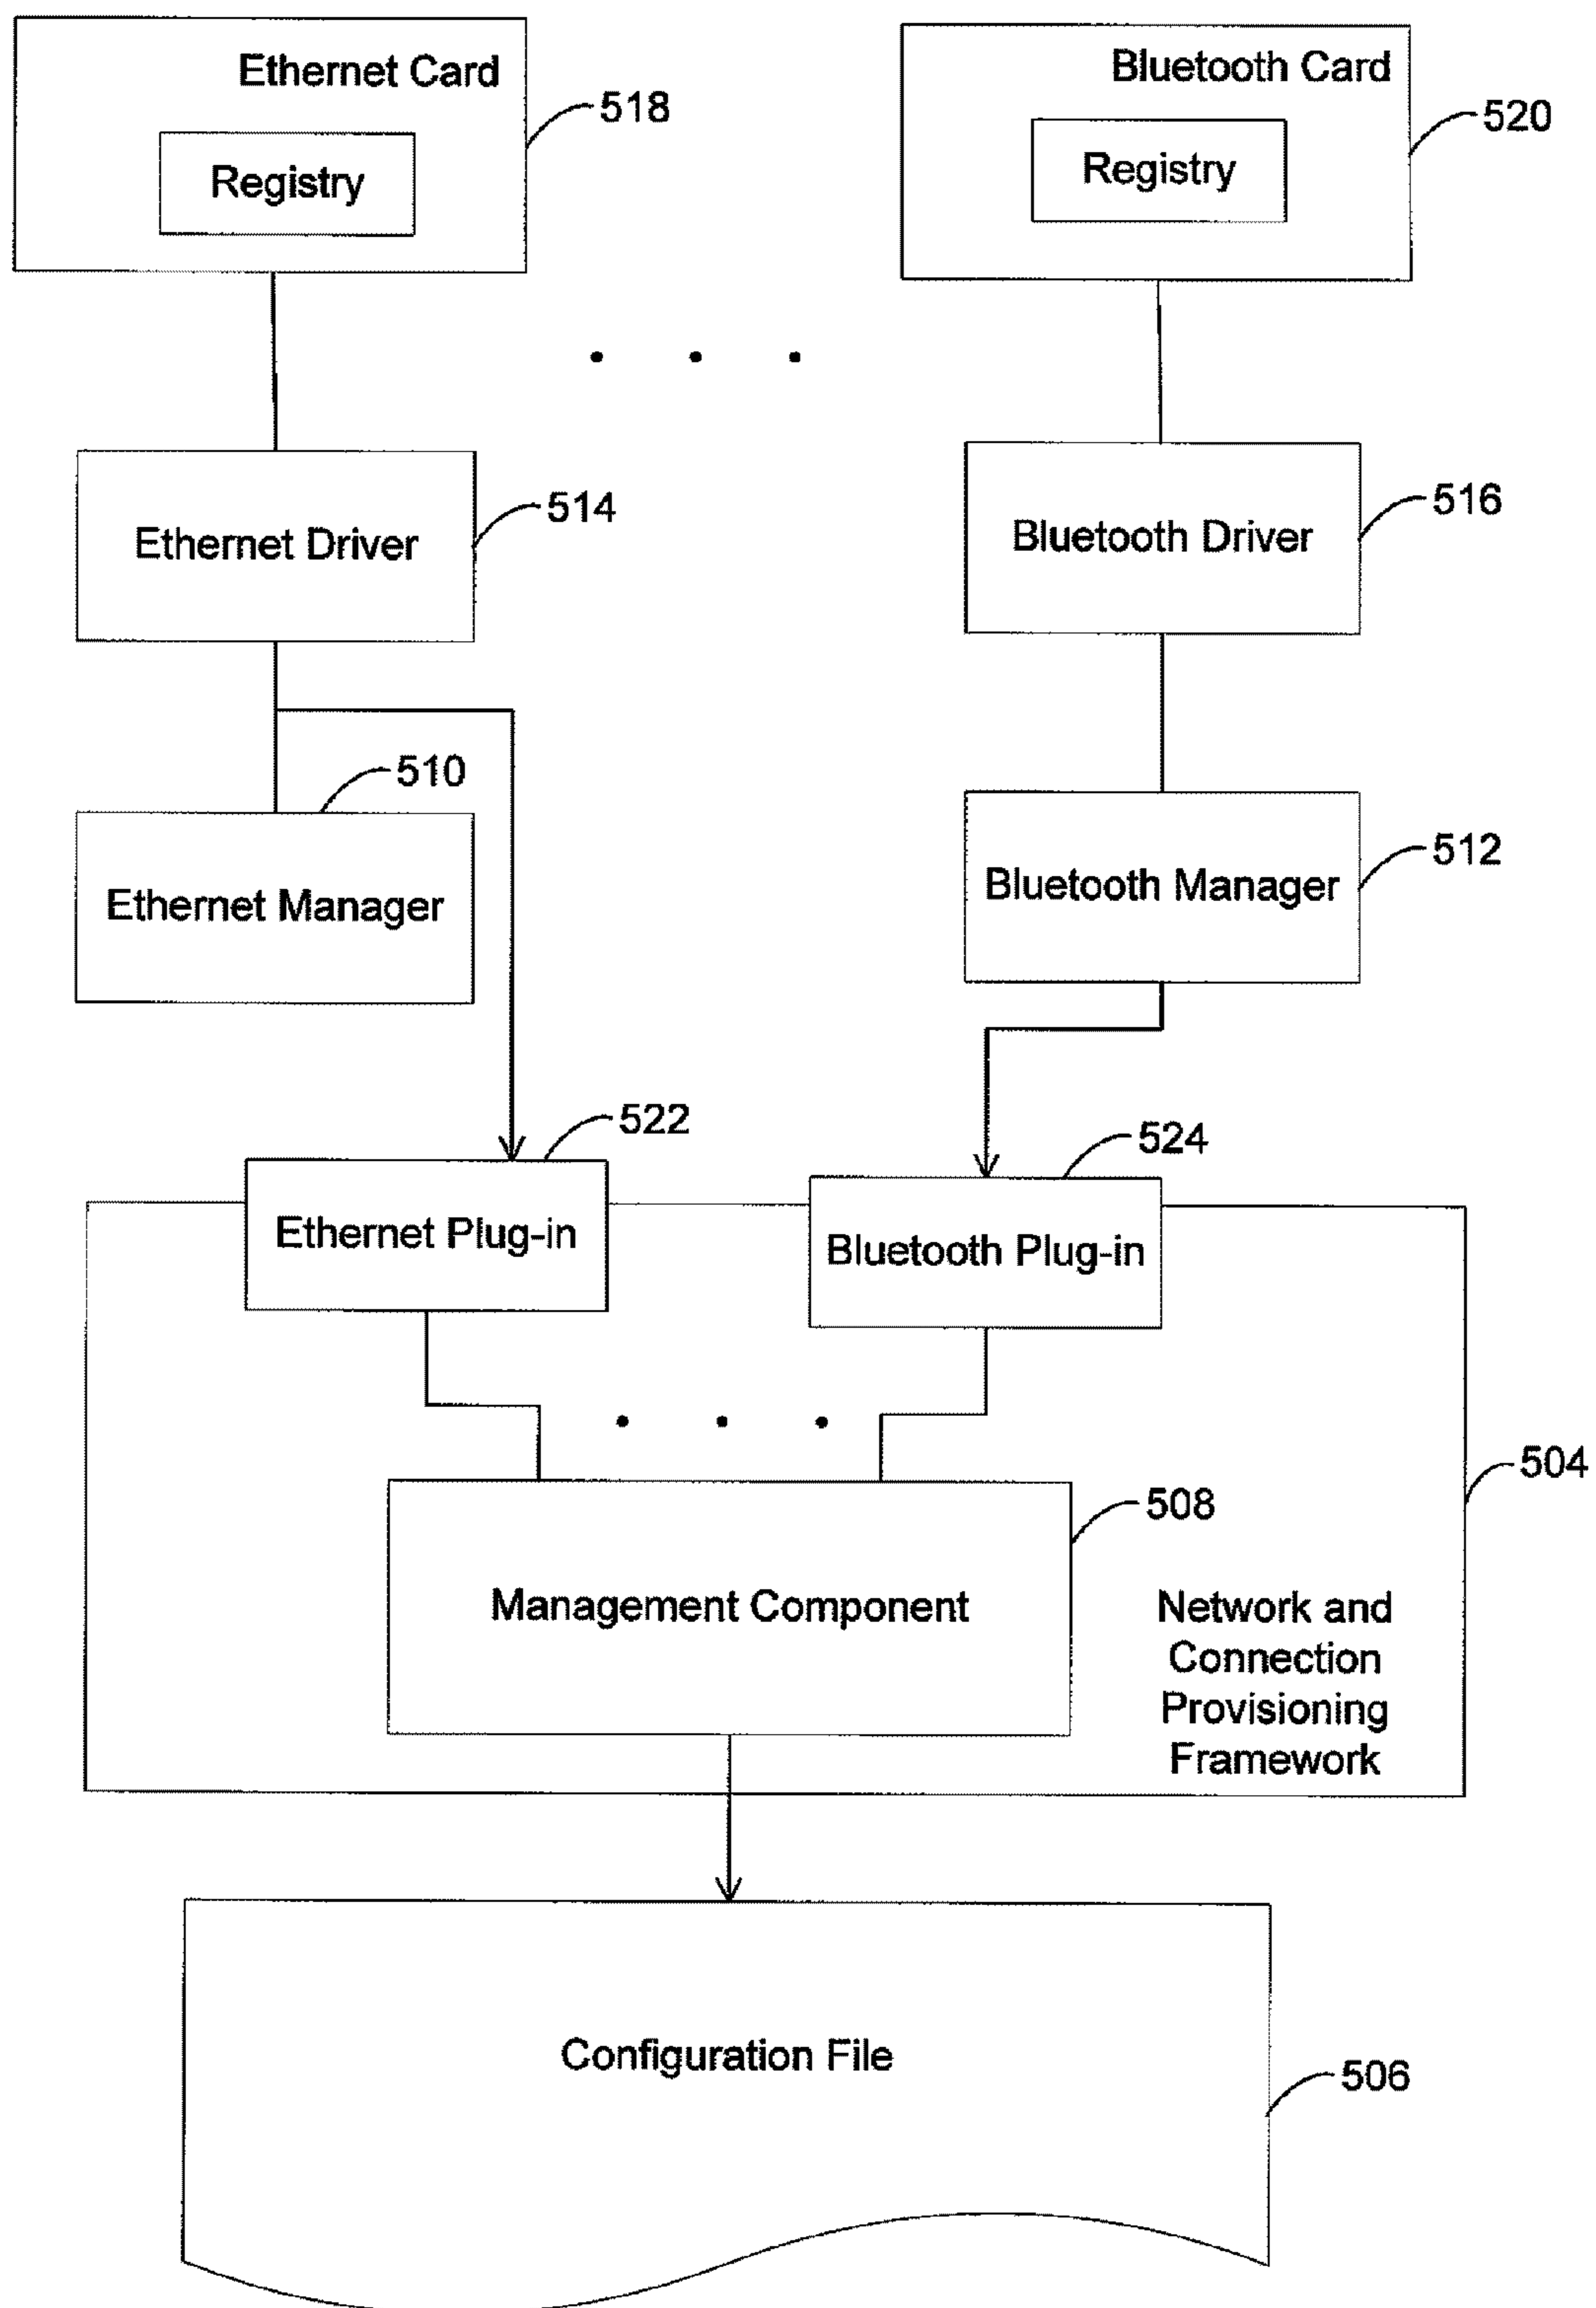 Ethernet Card
518
Registry
Bluetooth Card
520
Registry
Ethernet Driver
514
Bluetooth Driver
516
510
Ethernet Manager
Bluetooth Manager
512
522
Ethernet Plug-in
524
Bluetooth Plug-in
504
508
Management Component
Network and
Connection
Provisioning
Framework
Configuration File
506